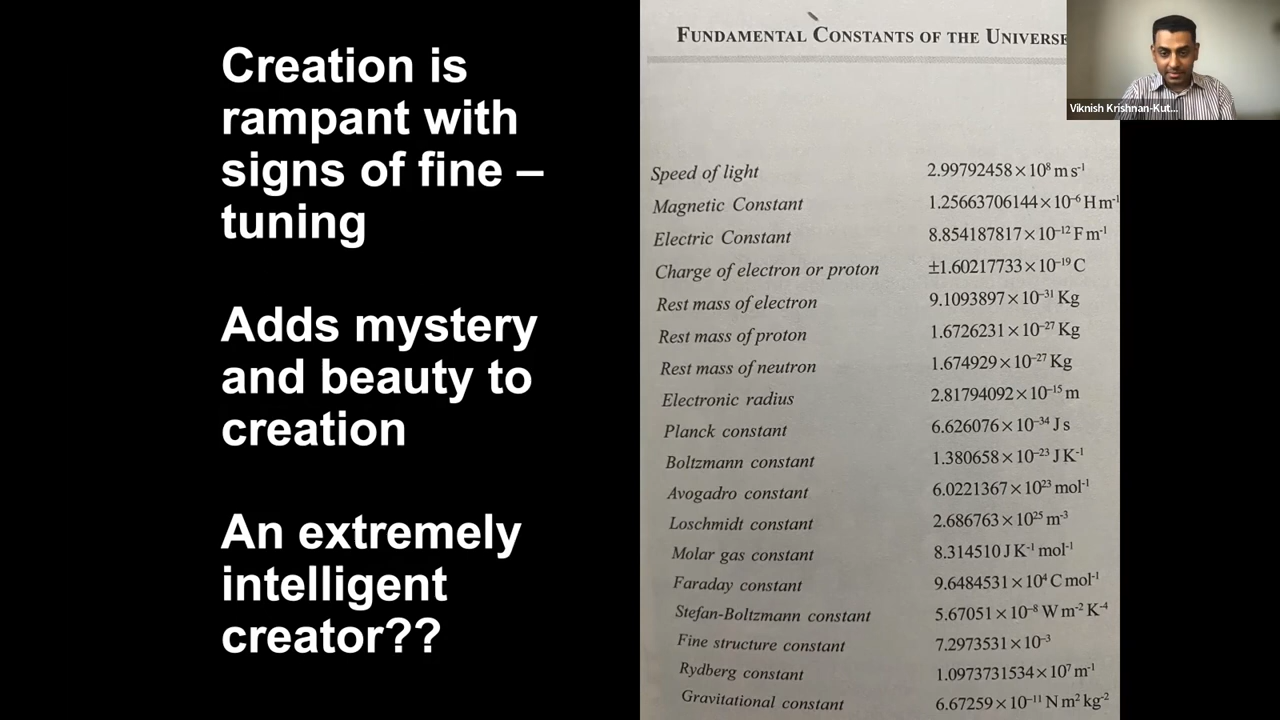 Creation is
rampant with
signs of fine –
tuning
Adds mystery
and beauty to
creation
An extremely
intelligent
creator??
FUNDAMENTAL CONSTANTS OF THE UNIVERSE
Speed of light 2.99792458×10⁸ m s⁻¹
Magnetic Constant 1.25663706144×10⁻⁶ H m⁻¹
Electric Constant 8.854187817×10⁻¹² F m⁻¹
Charge of electron or proton ±1.60217733×10⁻¹⁹ C
Rest mass of electron 9.1093897×10⁻³¹ Kg
Rest mass of proton 1.6726231×10⁻²⁷ Kg
Rest mass of neutron 1.674929×10⁻²⁷ Kg
Electronic radius 2.81794092×10⁻¹⁵ m
Planck constant 6.626076×10⁻³⁴ J s
Boltzmann constant 1.380658×10⁻²³ J K⁻¹
Avogadro constant 6.0221367×10²³ mol⁻¹
Loschmidt constant 2.686763×10²⁵ m⁻³
Molar gas constant 8.314510 J K⁻¹ mol⁻¹
Faraday constant 9.6484531×10⁴ C mol⁻¹
Stefan-Boltzmann constant 5.67051×10⁻⁸ W m⁻² K⁻⁴
Fine structure constant 7.2973531×10⁻³
Rydberg constant 1.0973731534×10⁷ m⁻¹
Gravitational constant 6.67259×10⁻¹¹ N m² kg⁻²
Viknish Krishnan-Kut...